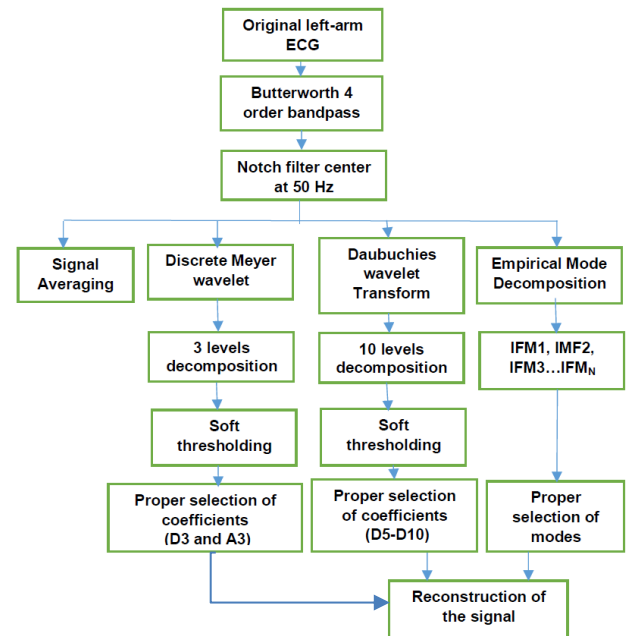 Original left-arm
ECG
Butterworth 4
order bandpass
Notch filter center
at 50 Hz
Signal
Averaging
Discrete Meyer
wavelet
Daubuchies
wavelet
Transform
Empirical Mode
Decomposition
3 levels
decomposition
10 levels
decomposition
IFM1, IMF2,
IFM3...IFMN
Soft
thresholding
Soft
thresholding
Proper selection of
coefficients
(D3 and A3)
Proper selection
of coefficients
(D5-D10)
Proper
selection of
modes
Reconstruction of
the signal